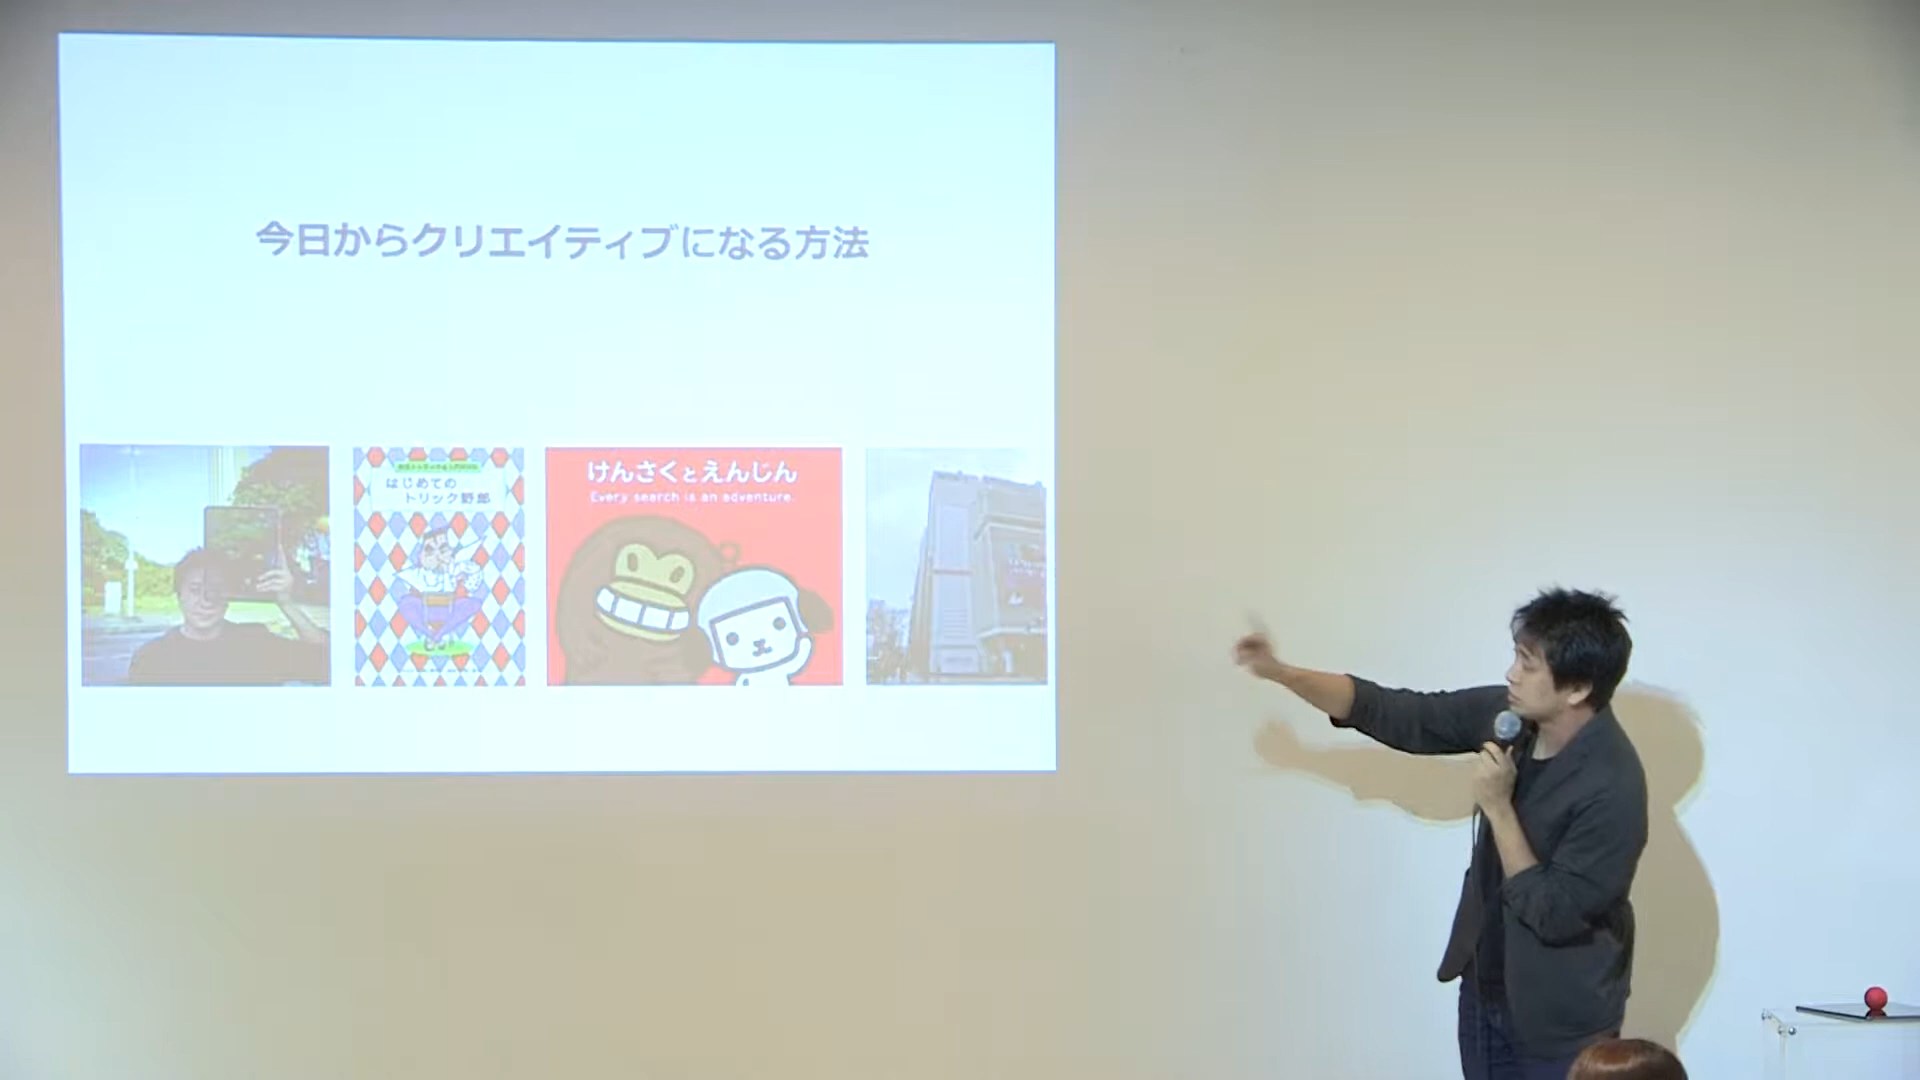 今日からクリエイティブになる方法
はじめての
トリック野郎
けんさくとえんじん
Every search is an adventure.